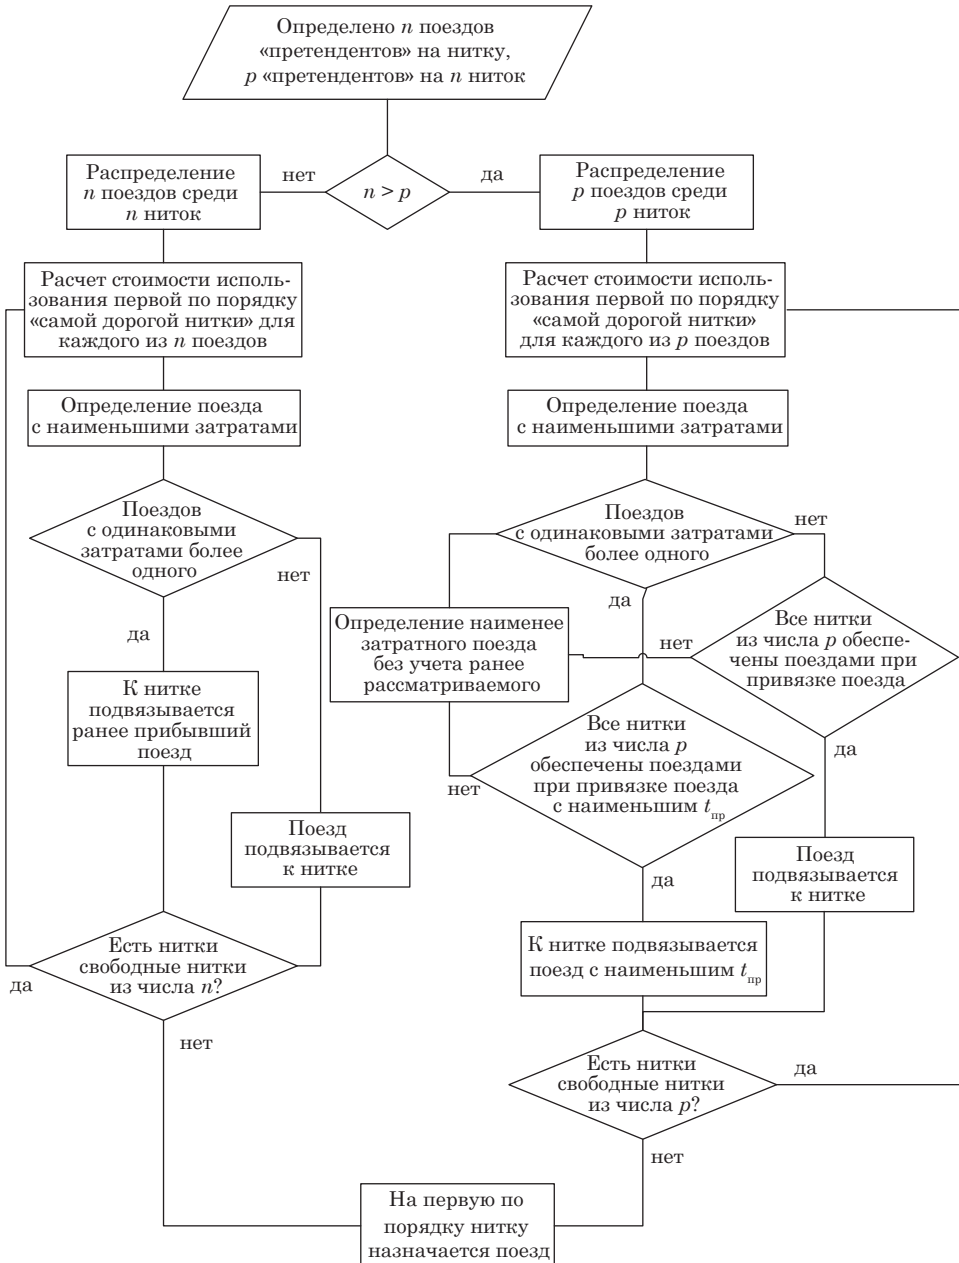 Определено n поездов
«претендентов» на нитку,
p «претендентов» на n ниток
n > p
нет
да
Распределение
n поездов среди
n ниток
Распределение
p поездов среди
p ниток
Расчет стоимости исполь-
зования первой по порядку
«самой дорогой нитки» для
каждого из n поездов
Расчет стоимости исполь-
зования первой по порядку
«самой дорогой нитки»
для каждого из p поездов
Определение поезда
с наименьшими затратами
Определение поезда
с наименьшими затратами
Поездов
с одинаковыми
затратами более
одного
нет
да
Поездов
с одинаковыми затратами
более одного
нет
да
Определение наименее
затратного поезда
без учета ранее
рассматриваемого
нет
Все нитки
из числа p обеспе-
чены поездами при
привязке поезда
да
К нитке
подвязывается
ранее прибывший
поезд
Все нитки
из числа p
обеспечены поездами
при привязке поезда
с наименьшим tпр
нет
да
Поезд
подвязывается
к нитке
Поезд
подвязывается
к нитке
К нитке подвязывается
поезд с наименьшим tпр
Есть нитки
свободные нитки
из числа n?
да
нет
Есть нитки
свободные нитки
из числа p?
да
нет
На первую по
порядку нитку
назначается поезд